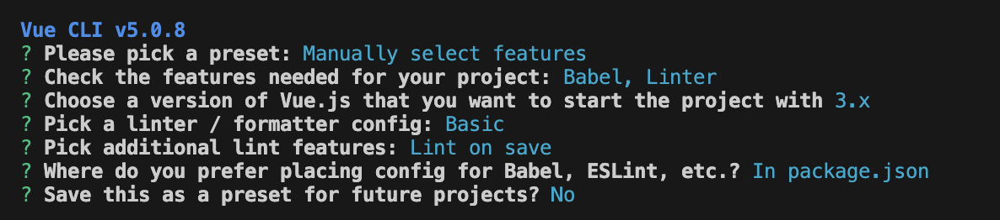 Vue CLI v5.0.8
? Please pick a preset: Manually select features
? Check the features needed for your project: Babel, Linter
? Choose a version of Vue.js that you want to start the project with 3.x
? Pick a linter / formatter config: Basic
? Pick additional lint features: Lint on save
? Where do you prefer placing config for Babel, ESLint, etc.? In package.json
? Save this as a preset for future projects? No